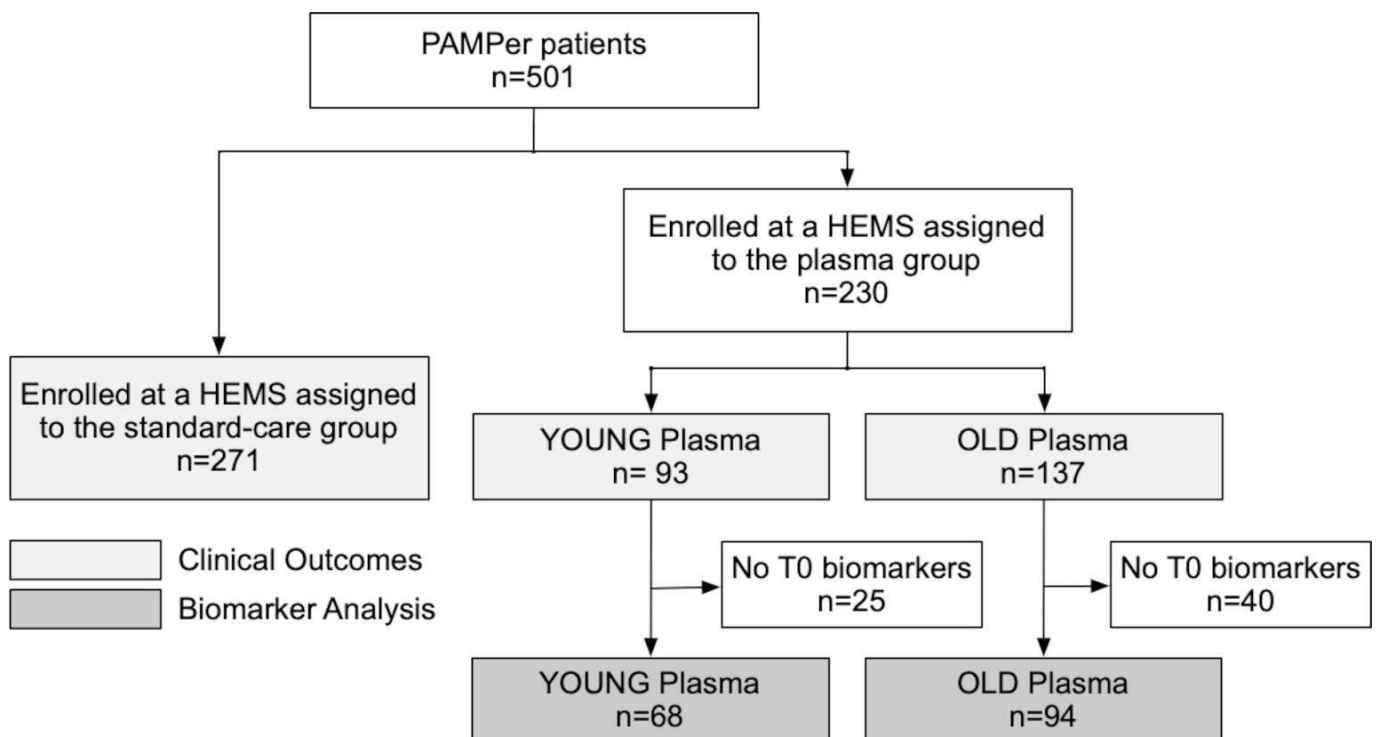 PAMPer patients
n=501
Enrolled at a HEMS assigned
to the plasma group
n=230
Enrolled at a HEMS assigned
to the standard-care group
n=271
YOUNG Plasma
n= 93
OLD Plasma
n=137
Clinical Outcomes
Biomarker Analysis
No T0 biomarkers
n=25
No T0 biomarkers
n=40
YOUNG Plasma
n=68
OLD Plasma
n=94